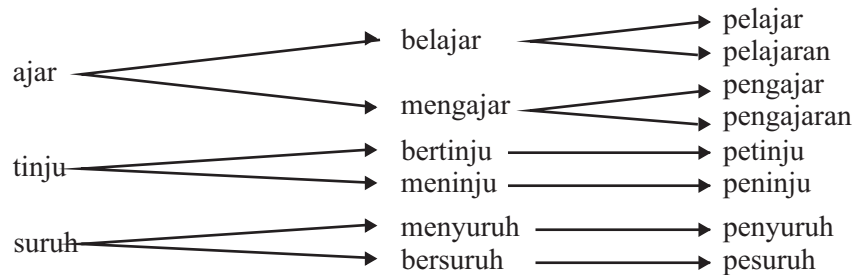 pelajar
belajar
pelajaran
ajar
pengajar
mengajar
pengajaran
bertinju petinju
tinju
meninju peninju
menyuruh penyuruh
suruh
bersuruh pesuruh